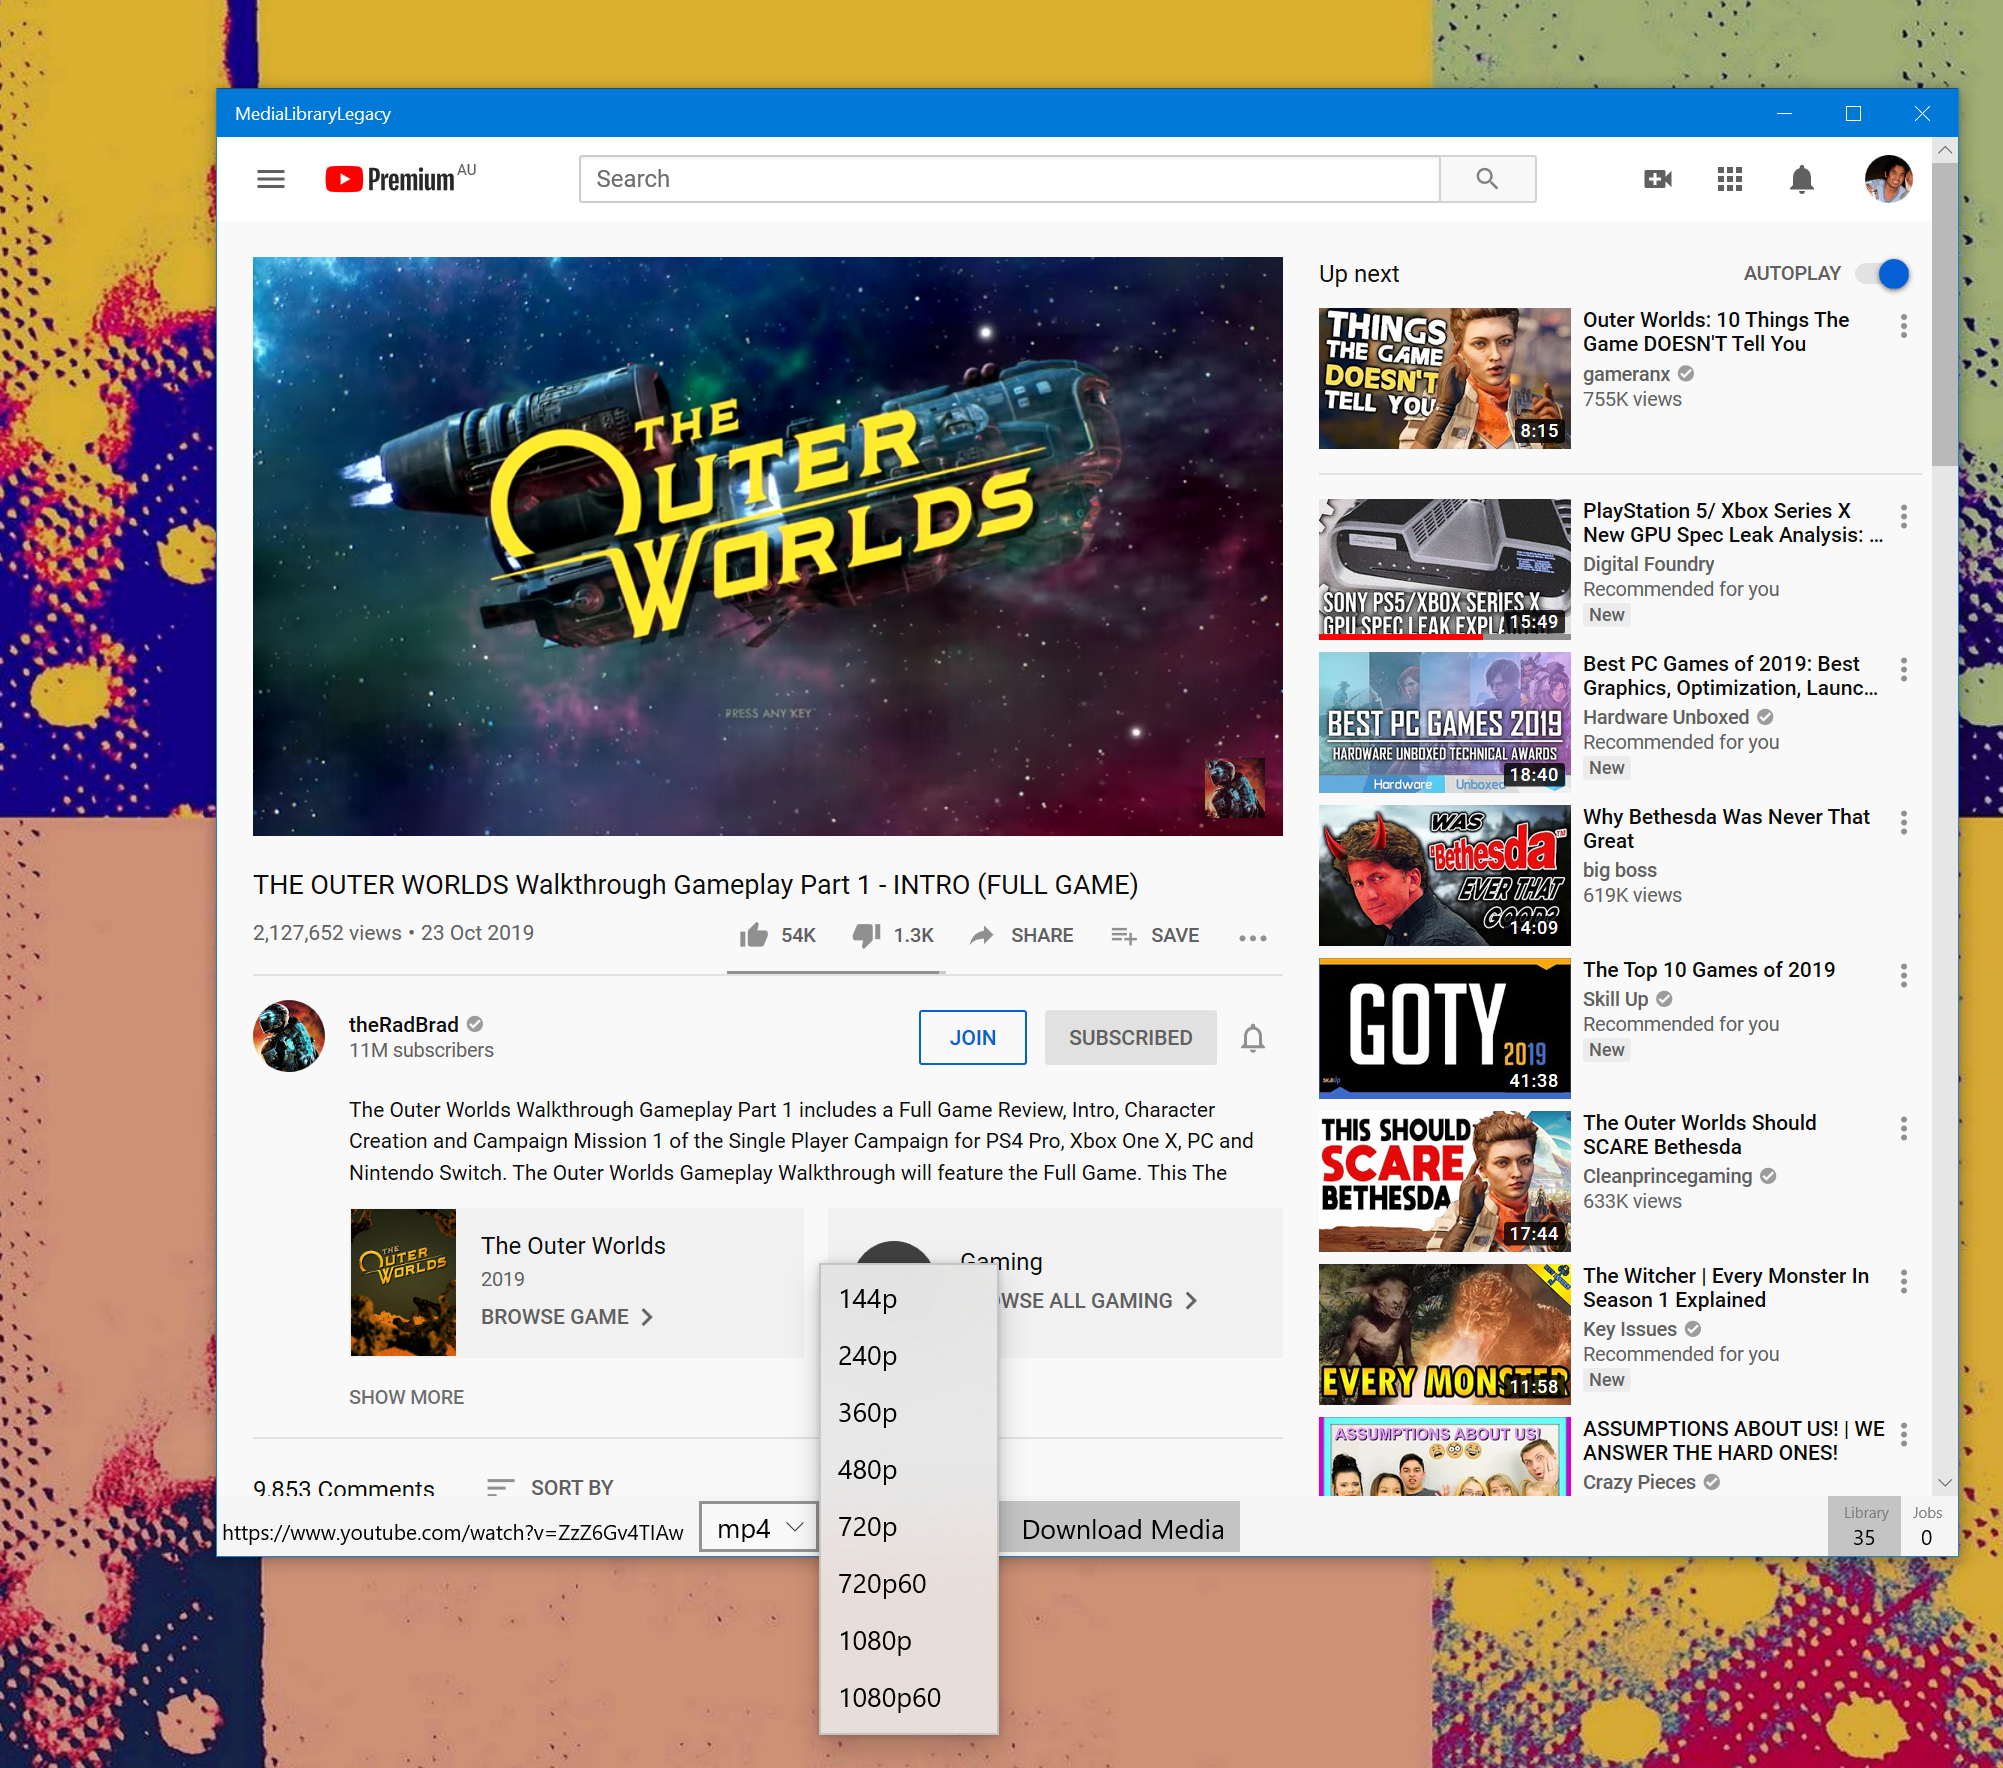 MediaLibraryLegacy
Premium AU
Search
THE
OUTER
WORLDS
PRESS ANY KEY
THE OUTER WORLDS Walkthrough Gameplay Part 1 - INTRO (FULL GAME)
2,127,652 views • 23 Oct 2019
54K
1.3K
SHARE
SAVE
theRadBrad
11M subscribers
JOIN
SUBSCRIBED
The Outer Worlds Walkthrough Gameplay Part 1 includes a Full Game Review, Intro, Character
Creation and Campaign Mission 1 of the Single Player Campaign for PS4 Pro, Xbox One X, PC and
Nintendo Switch. The Outer Worlds Gameplay Walkthrough will feature the Full Game. This The
THE
OUTER
WORLDS
The Outer Worlds
2019
BROWSE GAME
Gaming
WSE ALL GAMING
SHOW MORE
9,853 Comments
SORT BY
Up next
AUTOPLAY
THINGS
THE GAME
DOESN'T
TELL YOU
8:15
Outer Worlds: 10 Things The
Game DOESN'T Tell You
gameranx
755K views
SONY PS5/XBOX SERIES X
GPU SPEC LEAK
15:49
PlayStation 5/ Xbox Series X
New GPU Spec Leak Analysis: ...
Digital Foundry
Recommended for you
New
BEST PC GAMES 2019
HARDWARE UNBOXED TECHNICAL AWARDS
Hardware Unboxed
18:40
Best PC Games of 2019: Best
Graphics, Optimization, Launc...
Hardware Unboxed
Recommended for you
New
WAS
Bethesda™
EVER THAT
GOOD?
14:09
Why Bethesda Was Never That
Great
big boss
619K views
GOTY
2019
41:38
The Top 10 Games of 2019
Skill Up
Recommended for you
New
THIS SHOULD
SCARE
BETHESDA
17:44
The Outer Worlds Should
SCARE Bethesda
Cleanprincegaming
633K views
EVERY MONSTER
11:58
The Witcher | Every Monster In
Season 1 Explained
Key Issues
Recommended for you
New
ASSUMPTIONS ABOUT US!
ASSUMPTIONS ABOUT US! | WE
ANSWER THE HARD ONES!
Crazy Pieces
https://www.youtube.com/watch?v=ZzZ6Gv4TIAw
mp4
144p
240p
360p
480p
720p
720p60
1080p
1080p60
Download Media
Library
35
Jobs
0